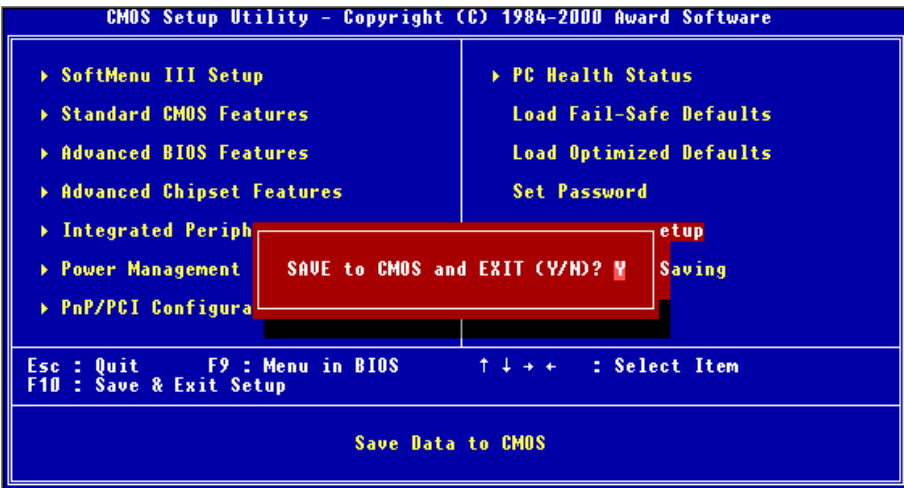 CMOS Setup Utility - Copyright (C) 1984-2000 Award Software
▸ SoftMenu III Setup
▸ Standard CMOS Features
▸ Advanced BIOS Features
▸ Advanced Chipset Features
▸ Integrated Periph
▸ Power Management
▸ PnP/PCI Configura
▸ PC Health Status
Load Fail-Safe Defaults
Load Optimized Defaults
Set Password
etup
Saving
SAVE to CMOS and EXIT (Y/N)? Y
Esc : Quit F9 : Menu in BIOS ↑ ↓ → ← : Select Item
F10 : Save & Exit Setup
Save Data to CMOS